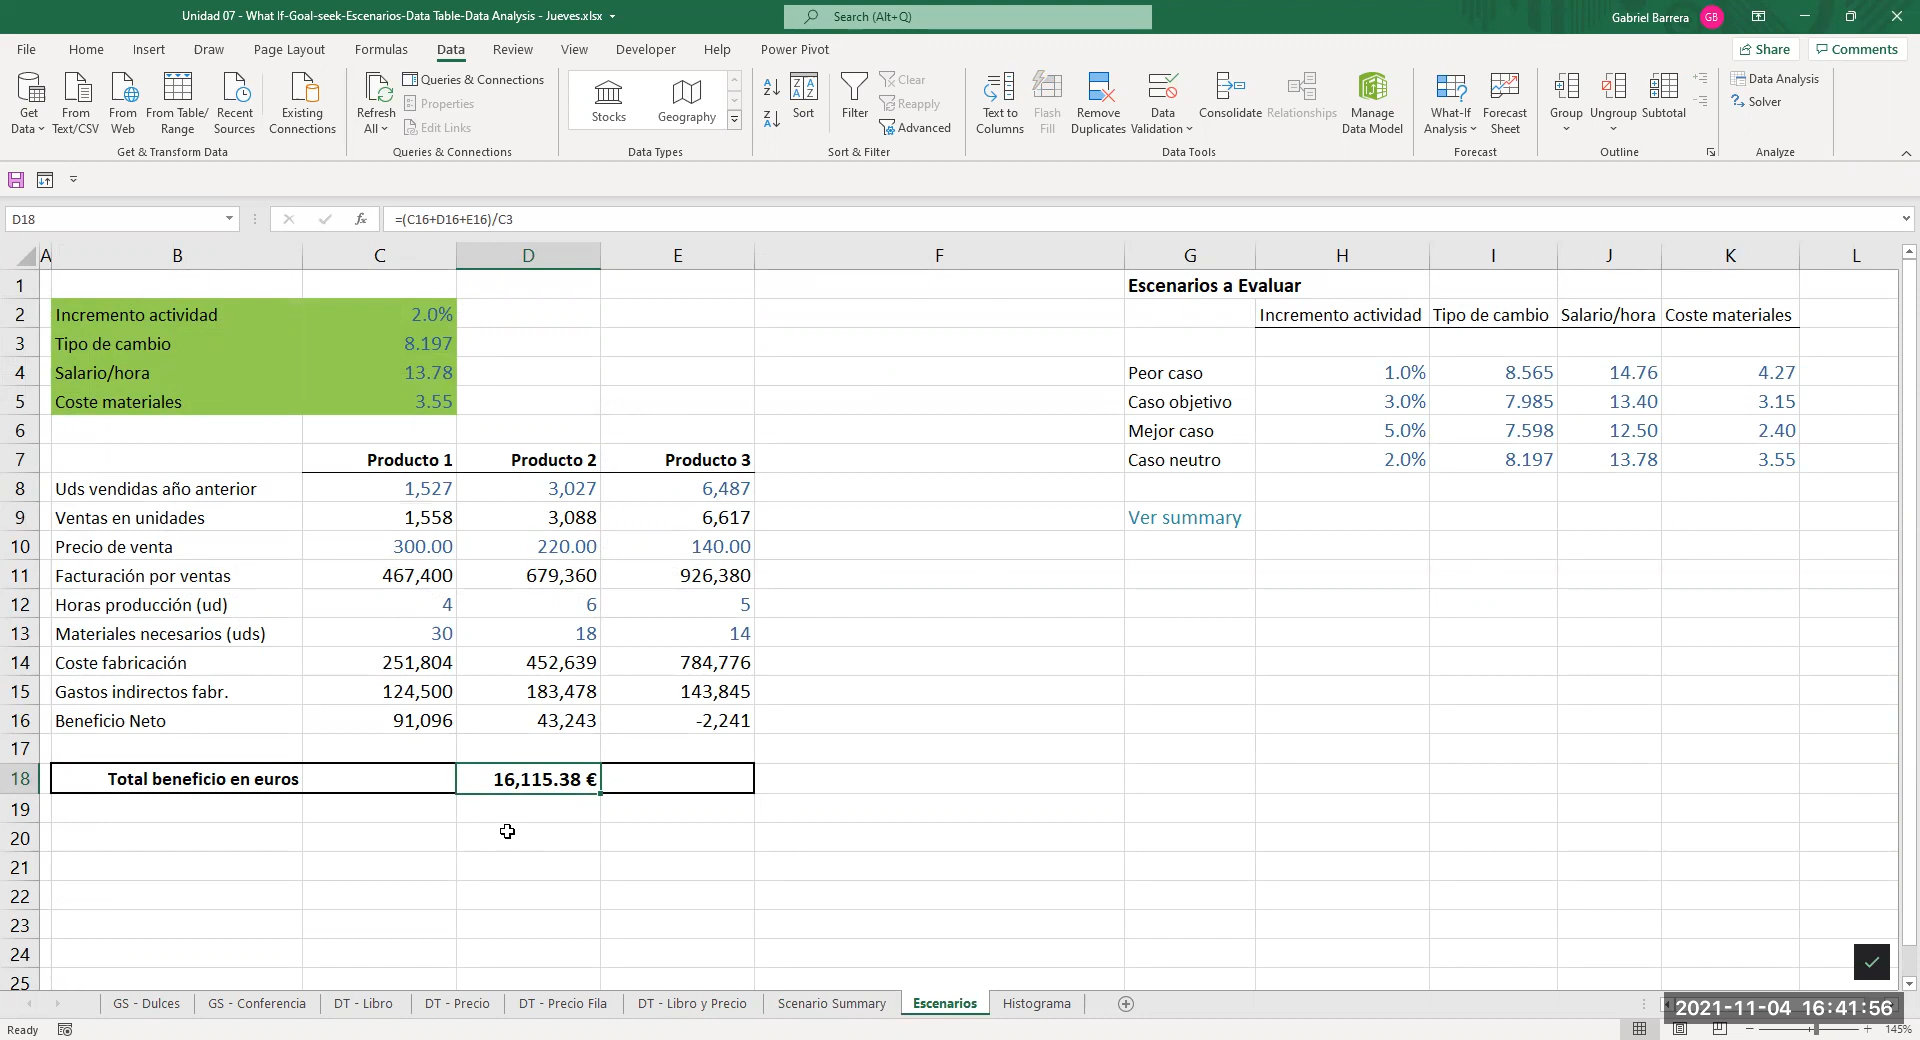 Unidad 07 - What If-Goal-seek-Escenarios-Data Table-Data Analysis - Jueves.xlsx
Search (Alt+Q)
Gabriel Barrera GB
File Home Insert Draw Page Layout Formulas Data Review View Developer Help Power Pivot
Share Comments
Get Data
From Text/CSV
From Web
From Table/ Range
Recent Sources
Existing Connections
Get & Transform Data
Refresh All
Queries & Connections
Properties
Edit Links
Queries & Connections
Stocks
Geography
Data Types
Sort
Filter
Clear
Reapply
Advanced
Sort & Filter
Text to Columns
Flash Fill
Remove Duplicates
Data Validation
Consolidate
Relationships
Manage Data Model
Data Tools
What-If Analysis
Forecast Sheet
Forecast
Group
Ungroup
Subtotal
Outline
Data Analysis
Solver
Analyze
D18 fx =(C16+D16+E16)/C3
A B C D E F G H I J K L
1 Escenarios a Evaluar
2 Incremento actividad 2.0% Incremento actividad Tipo de cambio Salario/hora Coste materiales
3 Tipo de cambio 8.197
4 Salario/hora 13.78 Peor caso 1.0% 8.565 14.76 4.27
5 Coste materiales 3.55 Caso objetivo 3.0% 7.985 13.40 3.15
6 Mejor caso 5.0% 7.598 12.50 2.40
7 Producto 1 Producto 2 Producto 3 Caso neutro 2.0% 8.197 13.78 3.55
8 Uds vendidas año anterior 1,527 3,027 6,487
9 Ventas en unidades 1,558 3,088 6,617 Ver summary
10 Precio de venta 300.00 220.00 140.00
11 Facturación por ventas 467,400 679,360 926,380
12 Horas producción (ud) 4 6 5
13 Materiales necesarios (uds) 30 18 14
14 Coste fabricación 251,804 452,639 784,776
15 Gastos indirectos fabr. 124,500 183,478 143,845
16 Beneficio Neto 91,096 43,243 -2,241
17
18 Total beneficio en euros 16,115.38 €
19
20
21
22
23
24
25
GS - Dulces GS - Conferencia DT - Libro DT - Precio DT - Precio Fila DT - Libro y Precio Scenario Summary Escenarios Histograma
2021-11-04 16:41:56
Ready
145%